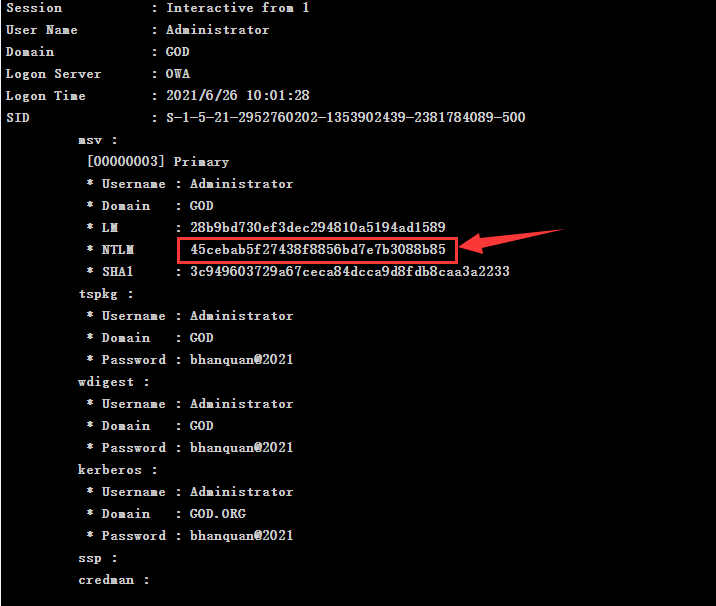 Session : Interactive from 1
User Name : Administrator
Domain : GOD
Logon Server : OWA
Logon Time : 2021/6/26 10:01:28
SID : S-1-5-21-2952760202-1353902439-2381784089-500
msv :
[00000003] Primary
* Username : Administrator
* Domain : GOD
* LM : 28b9bd730ef3dec294810a5194ad1589
* NTLM : 45cebab5f27438f8856bd7e7b3088b85
* SHA1 : 3c949603729a67ceca84dcca9d8fdb8caa3a2233
tspkg :
* Username : Administrator
* Domain : GOD
* Password : bhanquan@2021
wdigest :
* Username : Administrator
* Domain : GOD
* Password : bhanquan@2021
kerberos :
* Username : Administrator
* Domain : GOD.ORG
* Password : bhanquan@2021
ssp :
credman :